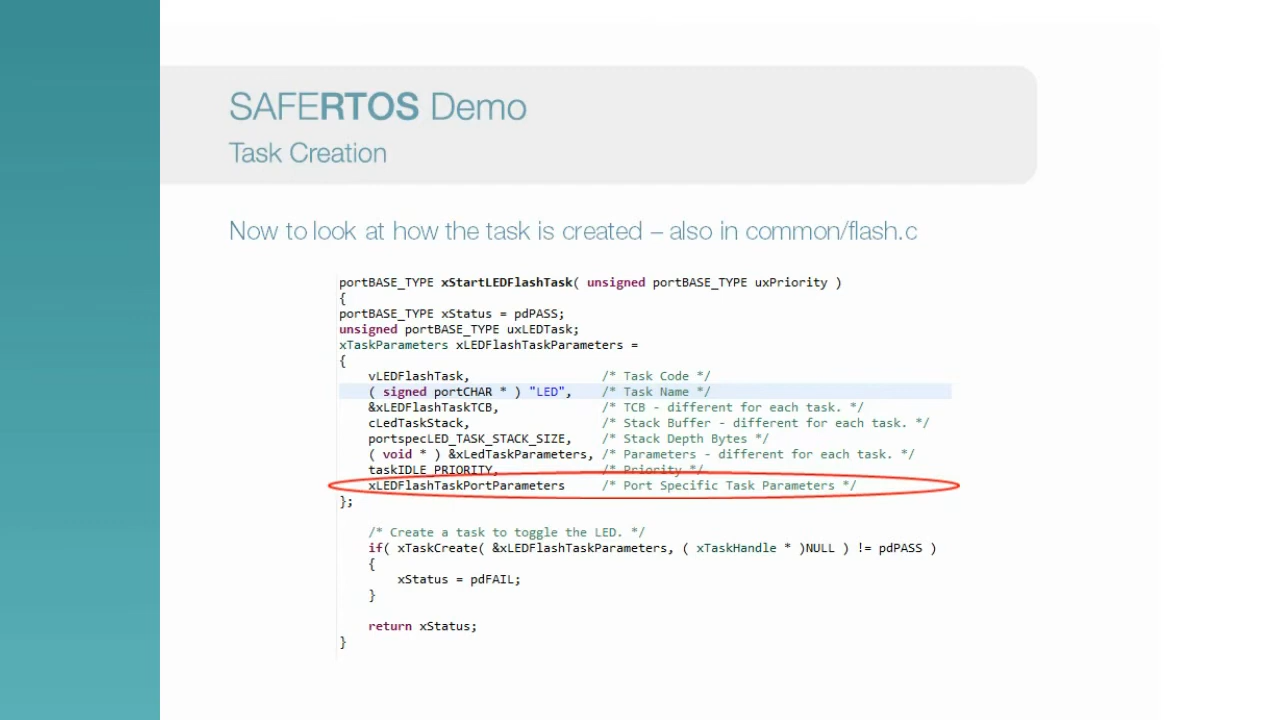 SAFERTOS Demo
Task Creation
Now to look at how the task is created – also in common/flash.c
portBASE_TYPE xStartLEDFlashTask( unsigned portBASE_TYPE uxPriority )
{
portBASE_TYPE xStatus = pdPASS;
unsigned portBASE_TYPE uxLEDTask;
xTaskParameters xLEDFlashTaskParameters =
{
vLEDFlashTask, /* Task Code */
( signed portCHAR * ) "LED", /* Task Name */
&xLEDFlashTaskTCB, /* TCB - different for each task. */
cLedTaskStack, /* Stack Buffer - different for each task. */
portspecLED_TASK_STACK_SIZE, /* Stack Depth Bytes */
( void * ) &xLedTaskParameters, /* Parameters - different for each task. */
taskIDLE_PRIORITY, /* Priority */
xLEDFlashTaskPortParameters /* Port Specific Task Parameters */
};
/* Create a task to toggle the LED. */
if( xTaskCreate( &xLEDFlashTaskParameters, ( xTaskHandle * )NULL ) != pdPASS )
{
xStatus = pdFAIL;
}
return xStatus;
}